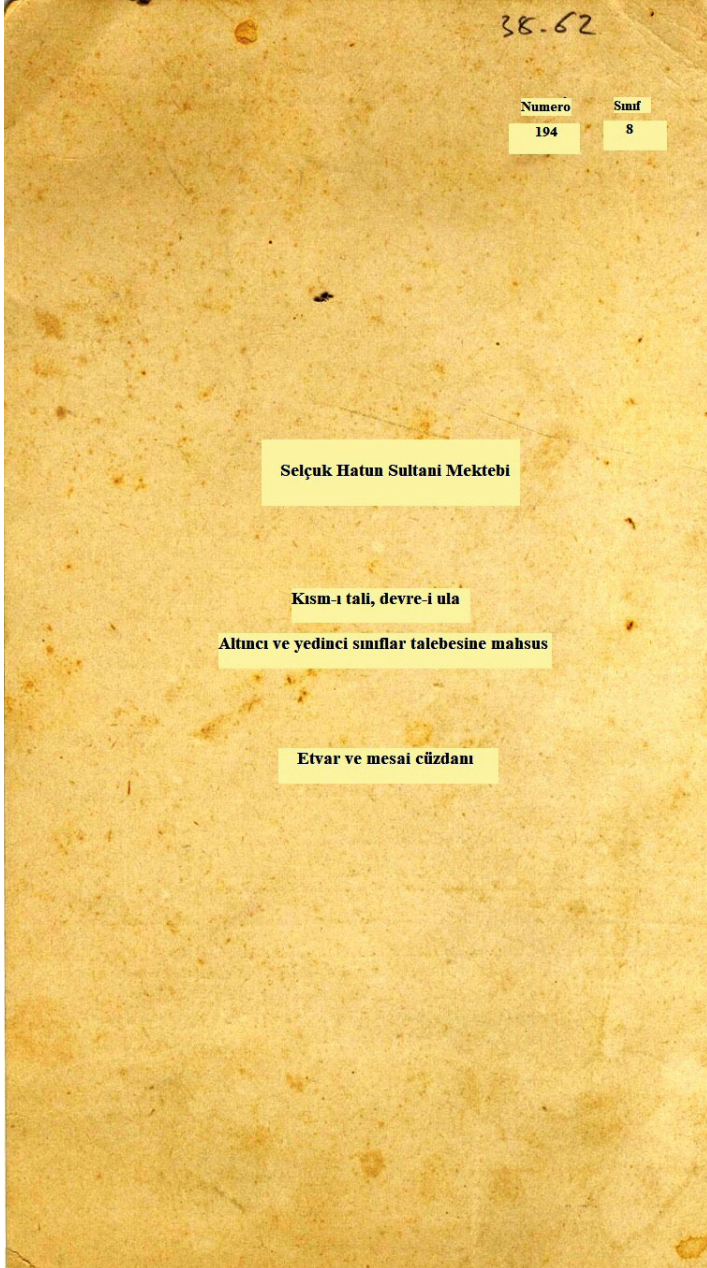 38-62
Numero Sınıf
194 8
Selçuk Hatun Sultani Mektebi
Kısm-ı tali, devre-i ula
Altıncı ve yedinci sınıflar talebesine mahsus
Etvar ve mesai cüzdanı